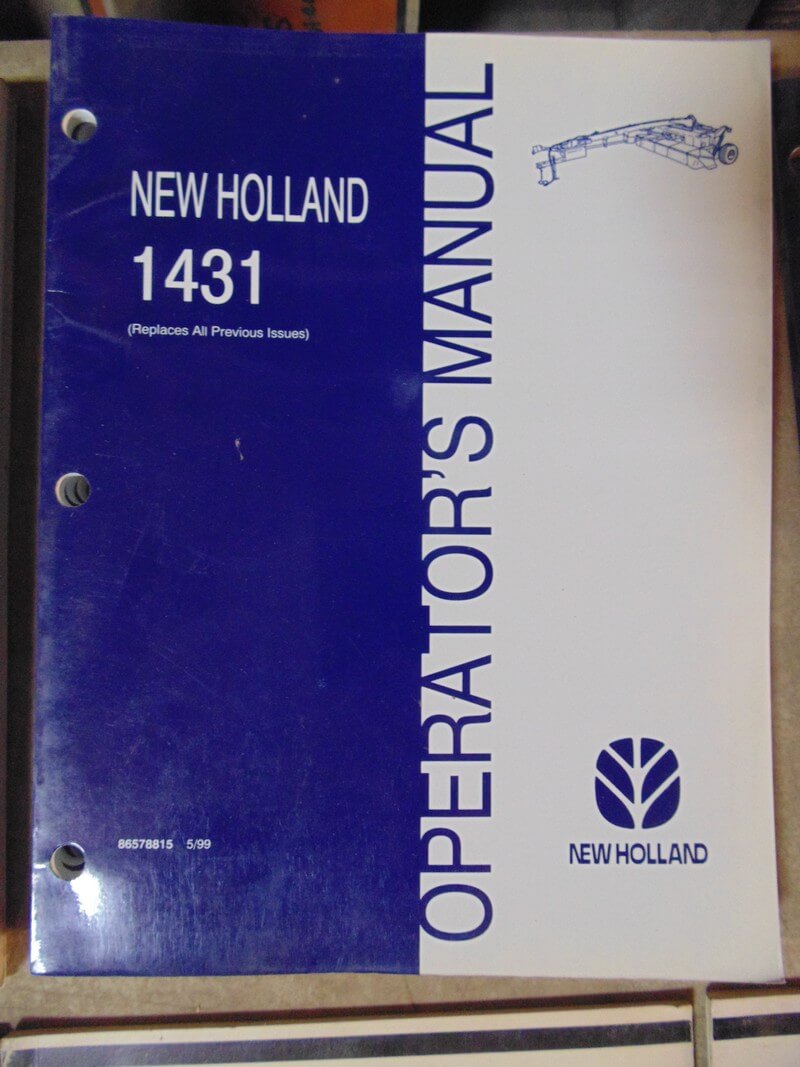 NEW HOLLAND
1431
(Replaces All Previous Issues)
86578815 5/99
OPERATOR'S MANUAL
NEW HOLLAND